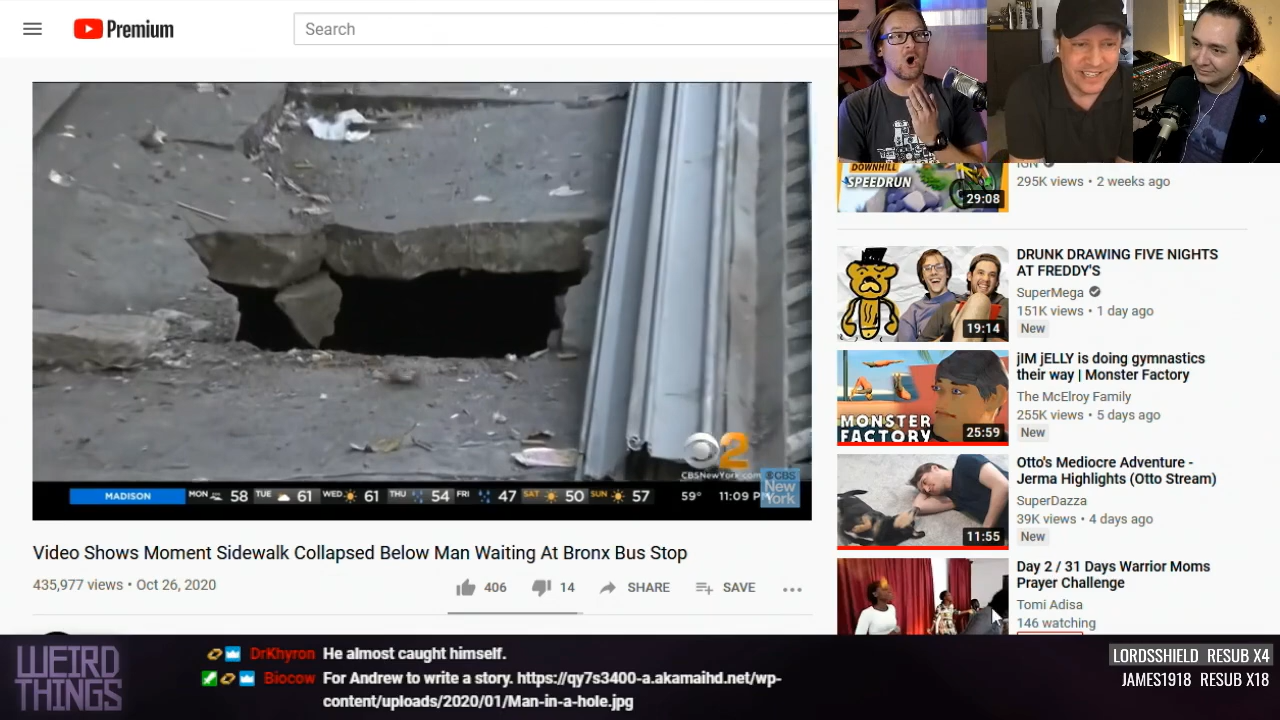 Premium
Search
DOWNHILL
SPEEDRUN
29:08
295K views • 2 weeks ago
DRUNK DRAWING FIVE NIGHTS
AT FREDDY'S
SuperMega
151K views • 1 day ago
New
19:14
jIM jELLY is doing gymnastics
their way | Monster Factory
The McElroy Family
255K views • 5 days ago
New
MONSTER
FACTORY
25:59
Otto's Mediocre Adventure -
Jerma Highlights (Otto Stream)
SuperDazza
39K views • 4 days ago
New
11:55
Day 2 / 31 Days Warrior Moms
Prayer Challenge
Tomi Adisa
146 watching
2
CBSNewYork.com
CBS
New
York
MADISON MON 58 TUE 61 WED 61 THU 54 FRI 47 SAT 50 SUN 57 59° 11:09 P
Video Shows Moment Sidewalk Collapsed Below Man Waiting At Bronx Bus Stop
435,977 views • Oct 26, 2020
406 14 SHARE SAVE
WEIRD
THINGS
DrKhyron He almost caught himself.
Biocow For Andrew to write a story. https://qy7s3400-a.akamaihd.net/wp-
content/uploads/2020/01/Man-in-a-hole.jpg
LORDSSHIELD RESUB X4
JAMES1918 RESUB X18